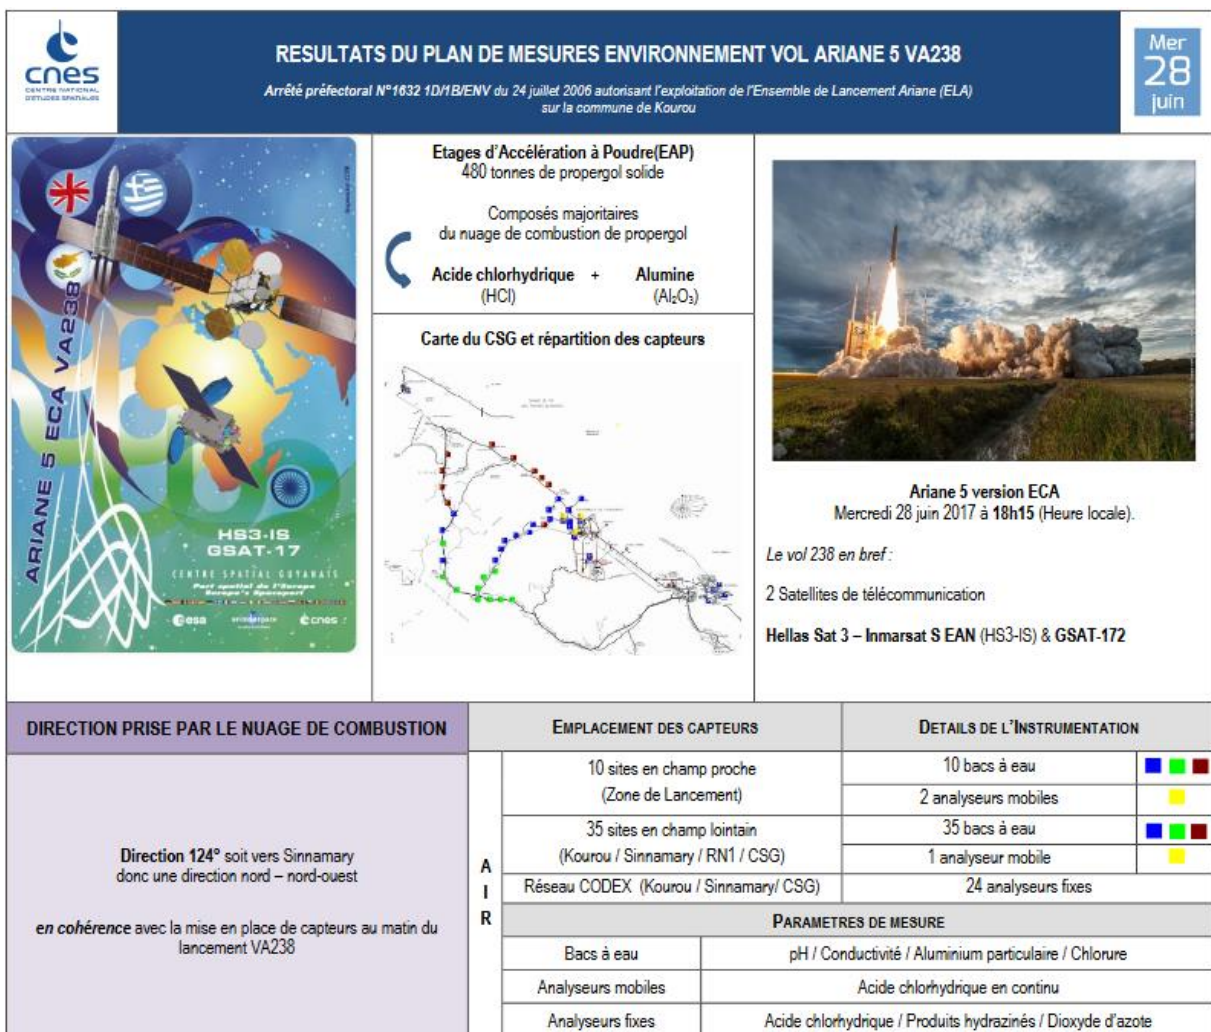 cnes
CENTRE NATIONAL
D'ÉTUDES SPATIALES
RESULTATS DU PLAN DE MESURES ENVIRONNEMENT VOL ARIANE 5 VA238
Arrêté préfectoral N°1632 1D/1B/ENV du 24 juillet 2006 autorisant l'exploitation de l'Ensemble de Lancement Ariane (ELA)
sur la commune de Kourou
Mer
28
juin
ARIANE 5 ECA VA238
HS3-IS
GSAT-17
CENTRE SPATIAL GUYANAIS
Port spatial de l'Europe
Europe's Spaceport
esa
arianespace
cnes
Etages d'Accélération à Poudre(EAP)
480 tonnes de propergol solide
Composés majoritaires
du nuage de combustion de propergol
Acide chlorhydrique + Alumine
(HCl) (Al₂O₃)
Carte du CSG et répartition des capteurs
Ariane 5 version ECA
Mercredi 28 juin 2017 à 18h15 (Heure locale).
Le vol 238 en bref :
2 Satellites de télécommunication
Hellas Sat 3 – Inmarsat S EAN (HS3-IS) & GSAT-172
DIRECTION PRISE PAR LE NUAGE DE COMBUSTION
Direction 124° soit vers Sinnamary
donc une direction nord – nord-ouest
en cohérence avec la mise en place de capteurs au matin du
lancement VA238
EMPLACEMENT DES CAPTEURS
DETAILS DE L'INSTRUMENTATION
A
I
R
10 sites en champ proche
(Zone de Lancement)
10 bacs à eau
2 analyseurs mobiles
35 sites en champ lointain
(Kourou / Sinnamary / RN1 / CSG)
35 bacs à eau
1 analyseur mobile
Réseau CODEX (Kourou / Sinnamary/ CSG)
24 analyseurs fixes
PARAMETRES DE MESURE
Bacs à eau
pH / Conductivité / Aluminium particulaire / Chlorure
Analyseurs mobiles
Acide chlorhydrique en continu
Analyseurs fixes
Acide chlorhydrique / Produits hydrazinés / Dioxyde d'azote